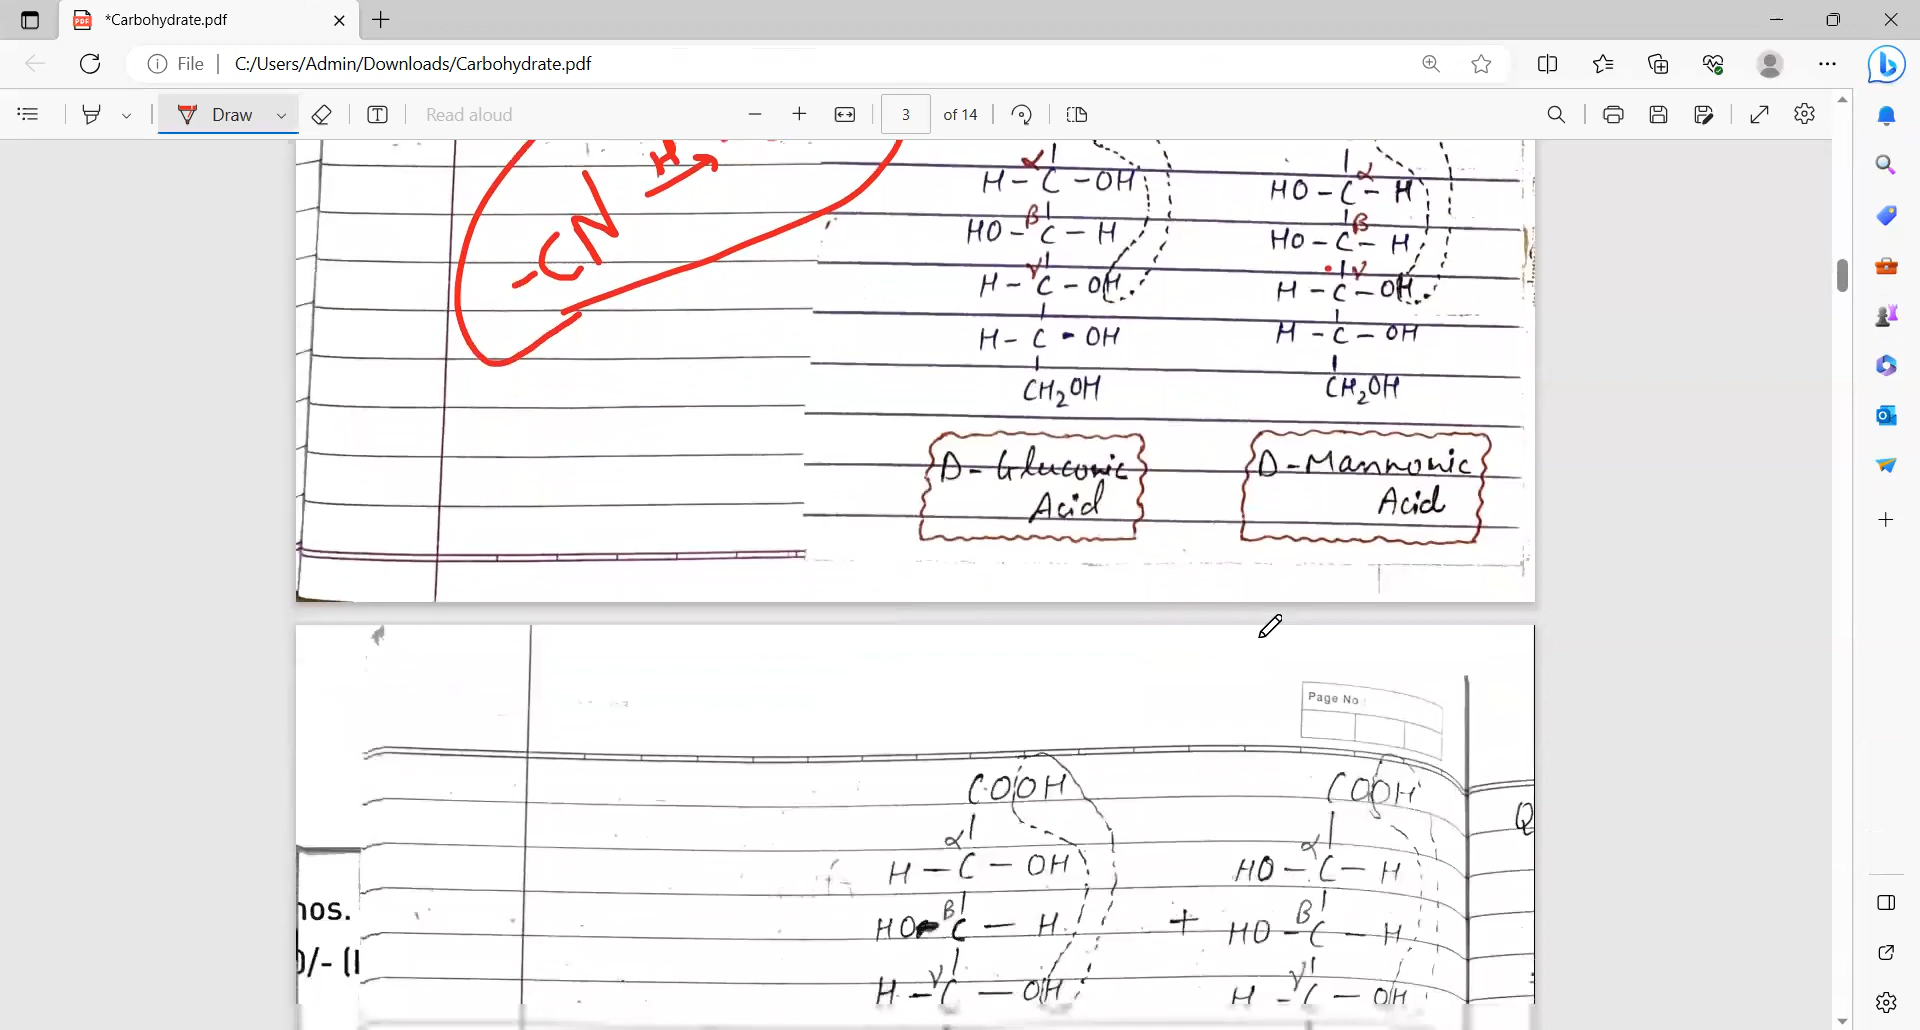 *Carbohydrate.pdf
File
C:/Users/Admin/Downloads/Carbohydrate.pdf
Draw
Read aloud
3 of 14
-CN H
α α
H - C - OH HO - C - H
β β
HO - C - H HO - C - H
γ γ
H - C - OH H - C - OH
H - C - OH H - C - OH
CH₂OH CH₂OH
D-Gluconic D-Mannonic
Acid Acid
Page No
COOH COOH
α α
H - C - OH HO - C - H
β β
HO - C - H + HO - C - H
γ γ
H - C - OH H - C - OH
nos.
0/- (I
Q